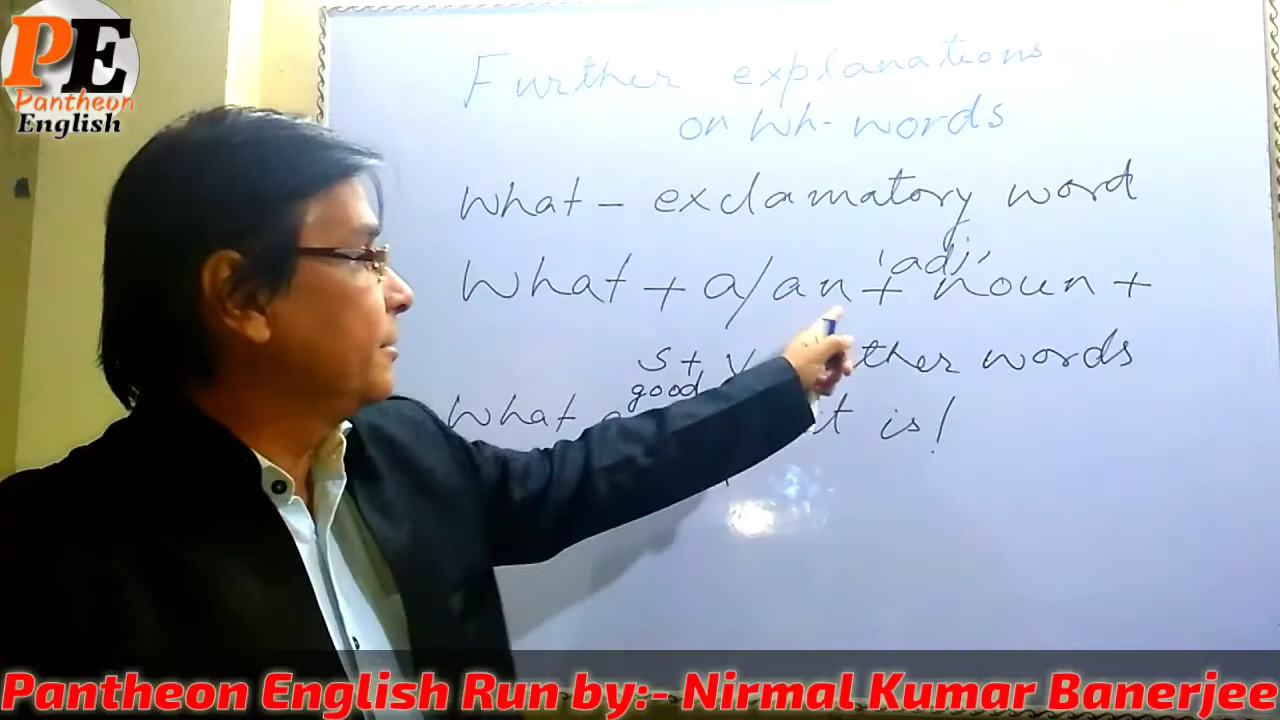 PE
Pantheon
English
Further explanations
on Wh-words
What - exclamatory word
'adj'
What + a/an + noun +
S + other words
good
What is!
Pantheon English Run by:- Nirmal Kumar Banerjee